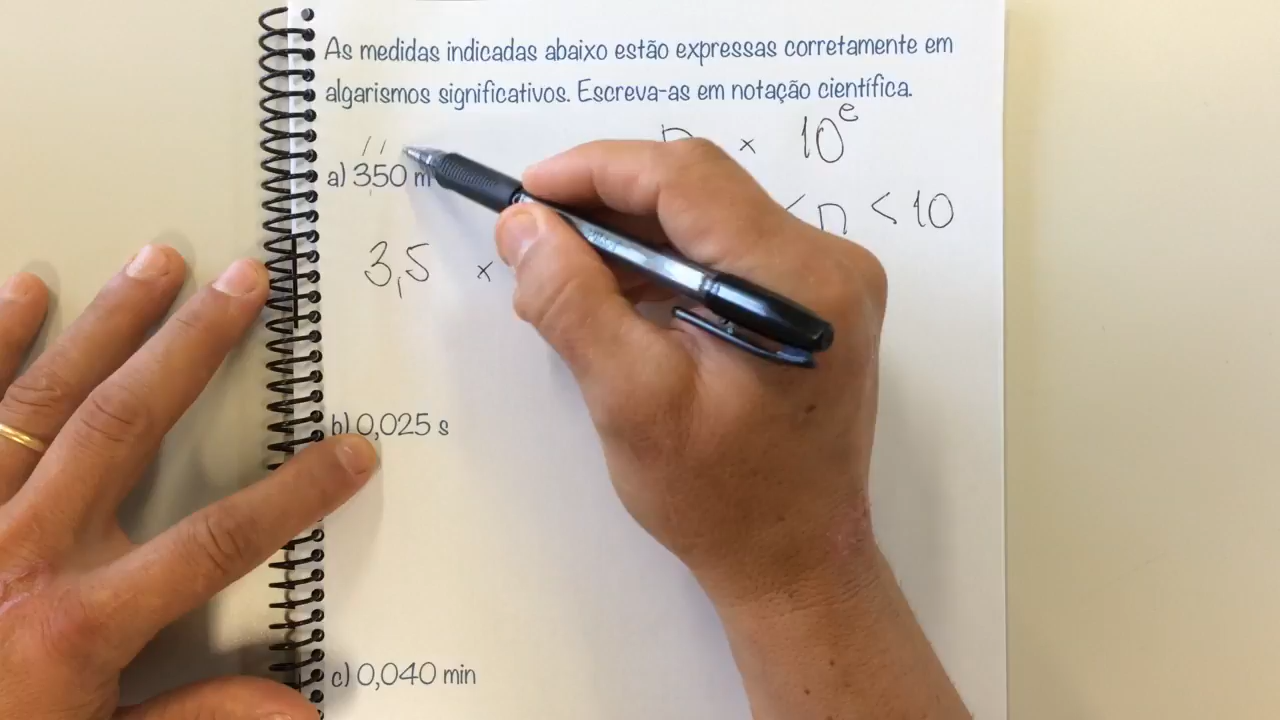 As medidas indicadas abaixo estão expressas corretamente em
algarismos significativos. Escreva-as em notação científica.
n × 10^e
a) 350 m
< n < 10
3,5 ×
b) 0,025 s
c) 0,040 min